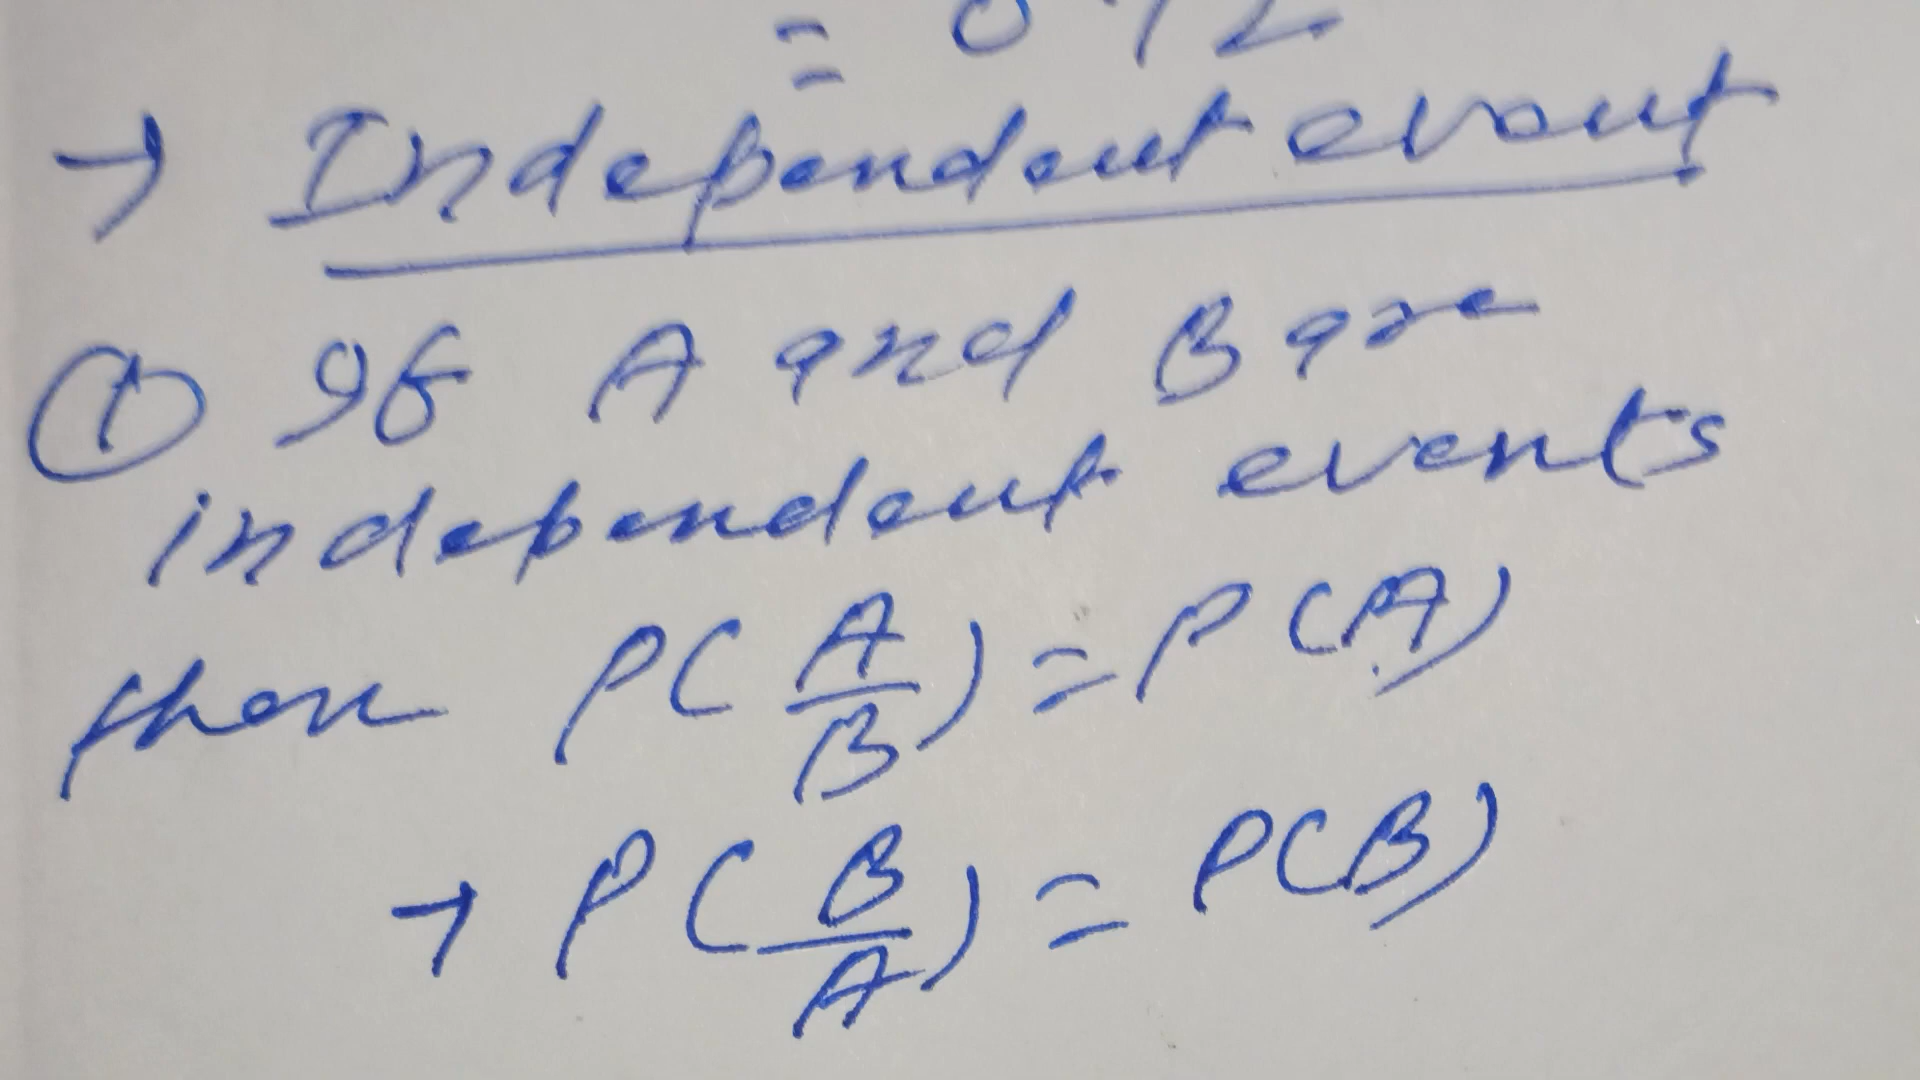 → Independent event
① If A and B are
independent events
then P(A/B) = P(A)
→ P(B/A) = P(B)